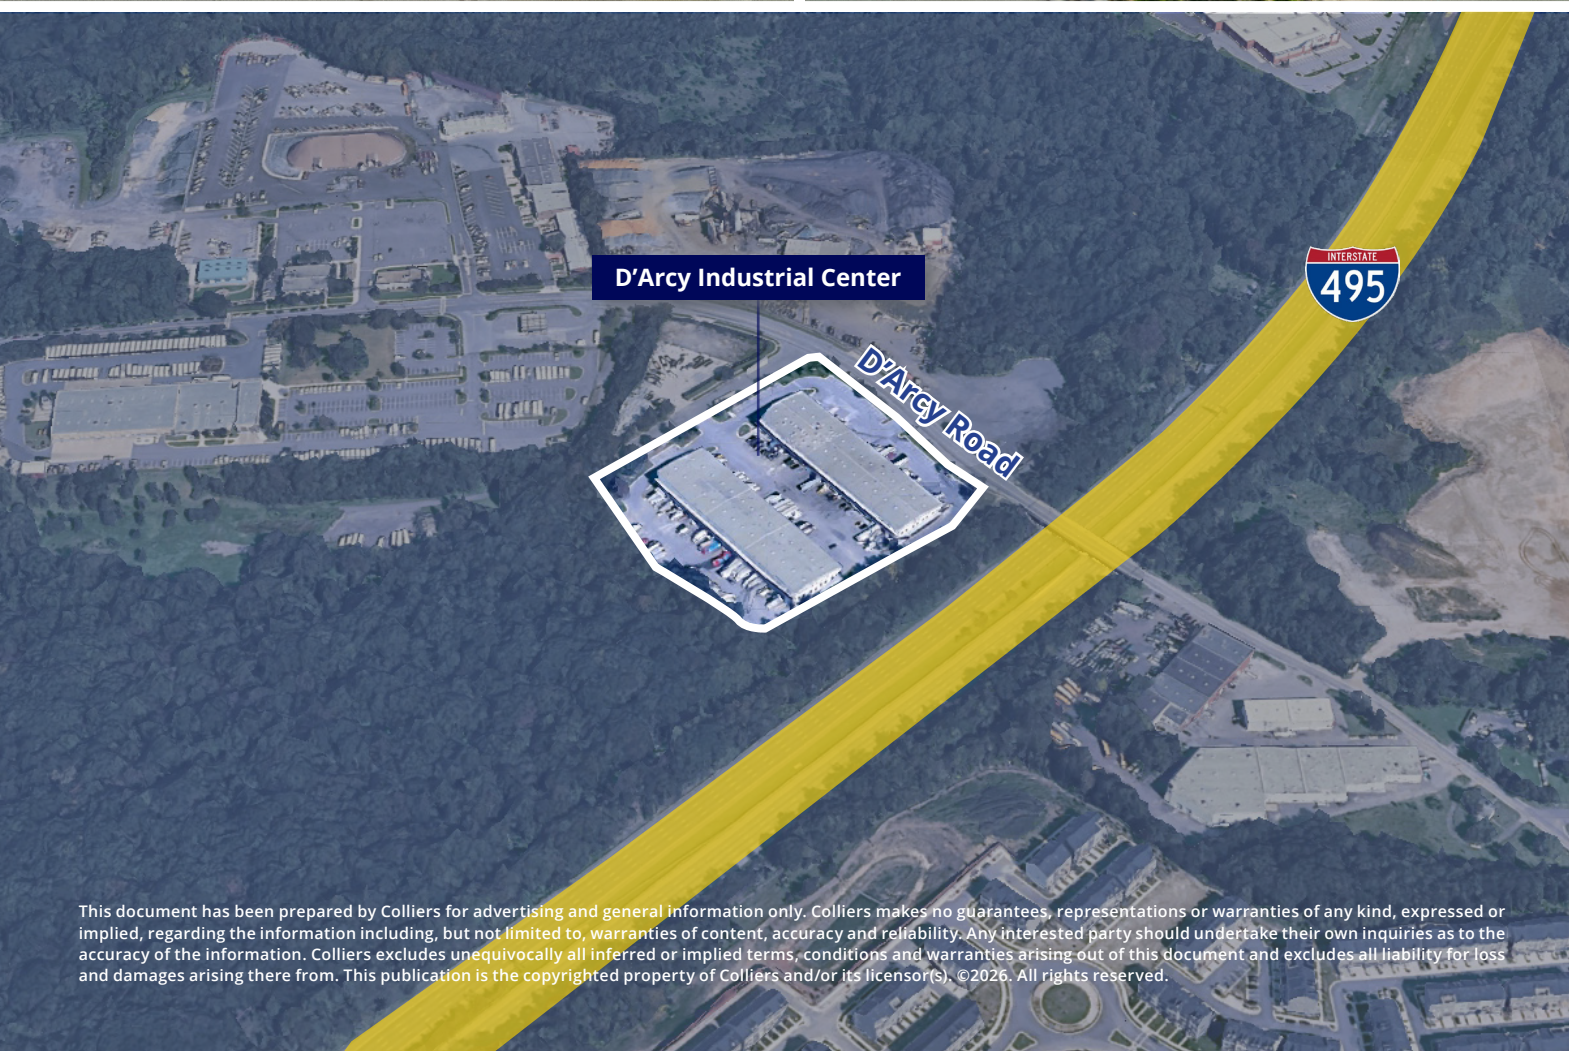 D’Arcy Industrial Center
INTERSTATE
495
D’Arcy Road
This document has been prepared by Colliers for advertising and general information only. Colliers makes no guarantees, representations or warranties of any kind, expressed or
implied, regarding the information including, but not limited to, warranties of content, accuracy and reliability. Any interested party should undertake their own inquiries as to the
accuracy of the information. Colliers excludes unequivocally all inferred or implied terms, conditions and warranties arising out of this document and excludes all liability for loss
and damages arising there from. This publication is the copyrighted property of Colliers and/or its licensor(s). ©2026. All rights reserved.